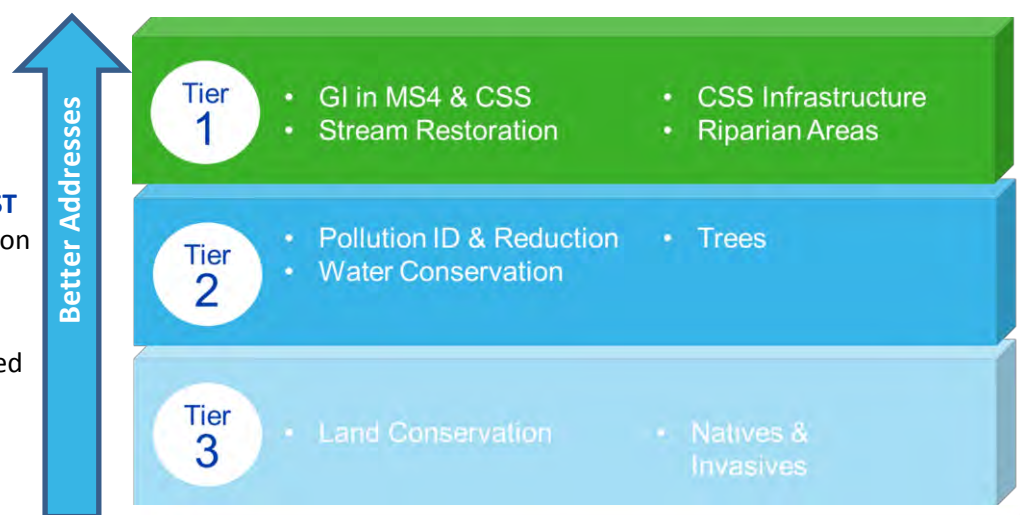 Better Addresses
ST
on
ed
Tier
1
• GI in MS4 & CSS
• Stream Restoration
• CSS Infrastructure
• Riparian Areas
Tier
2
• Pollution ID & Reduction
• Water Conservation
• Trees
Tier
3
• Land Conservation
• Natives &
Invasives